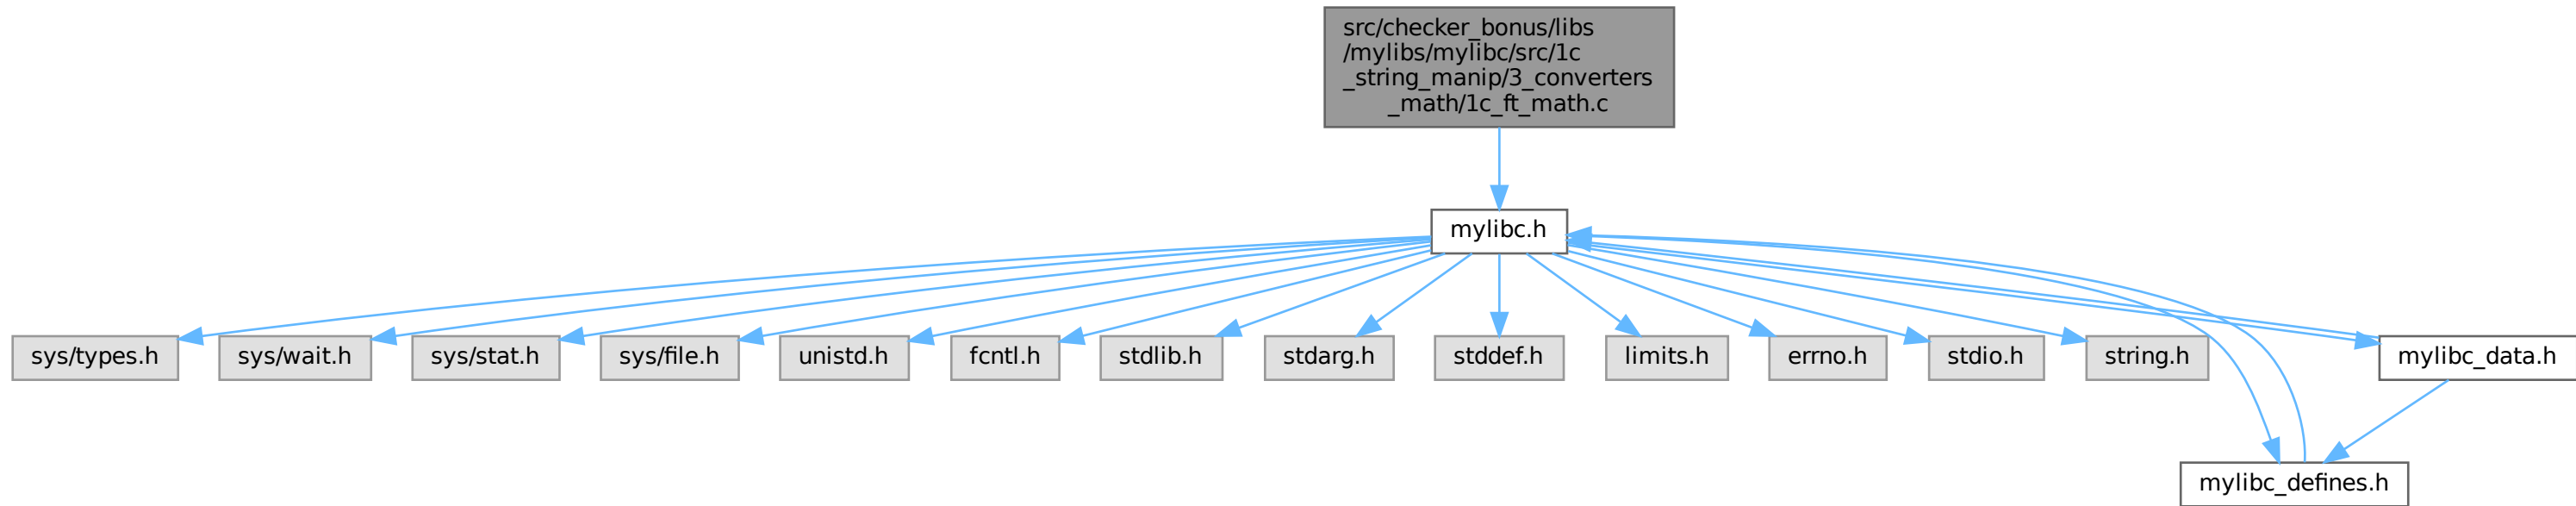 src/checker_bonus/libs
/mylibs/mylibc/src/1c
_string_manip/3_converters
_math/1c_ft_math.c
mylibc.h
sys/types.h
sys/wait.h
sys/stat.h
sys/file.h
unistd.h
fcntl.h
stdlib.h
stdarg.h
stddef.h
limits.h
errno.h
stdio.h
string.h
mylibc_data.h
mylibc_defines.h